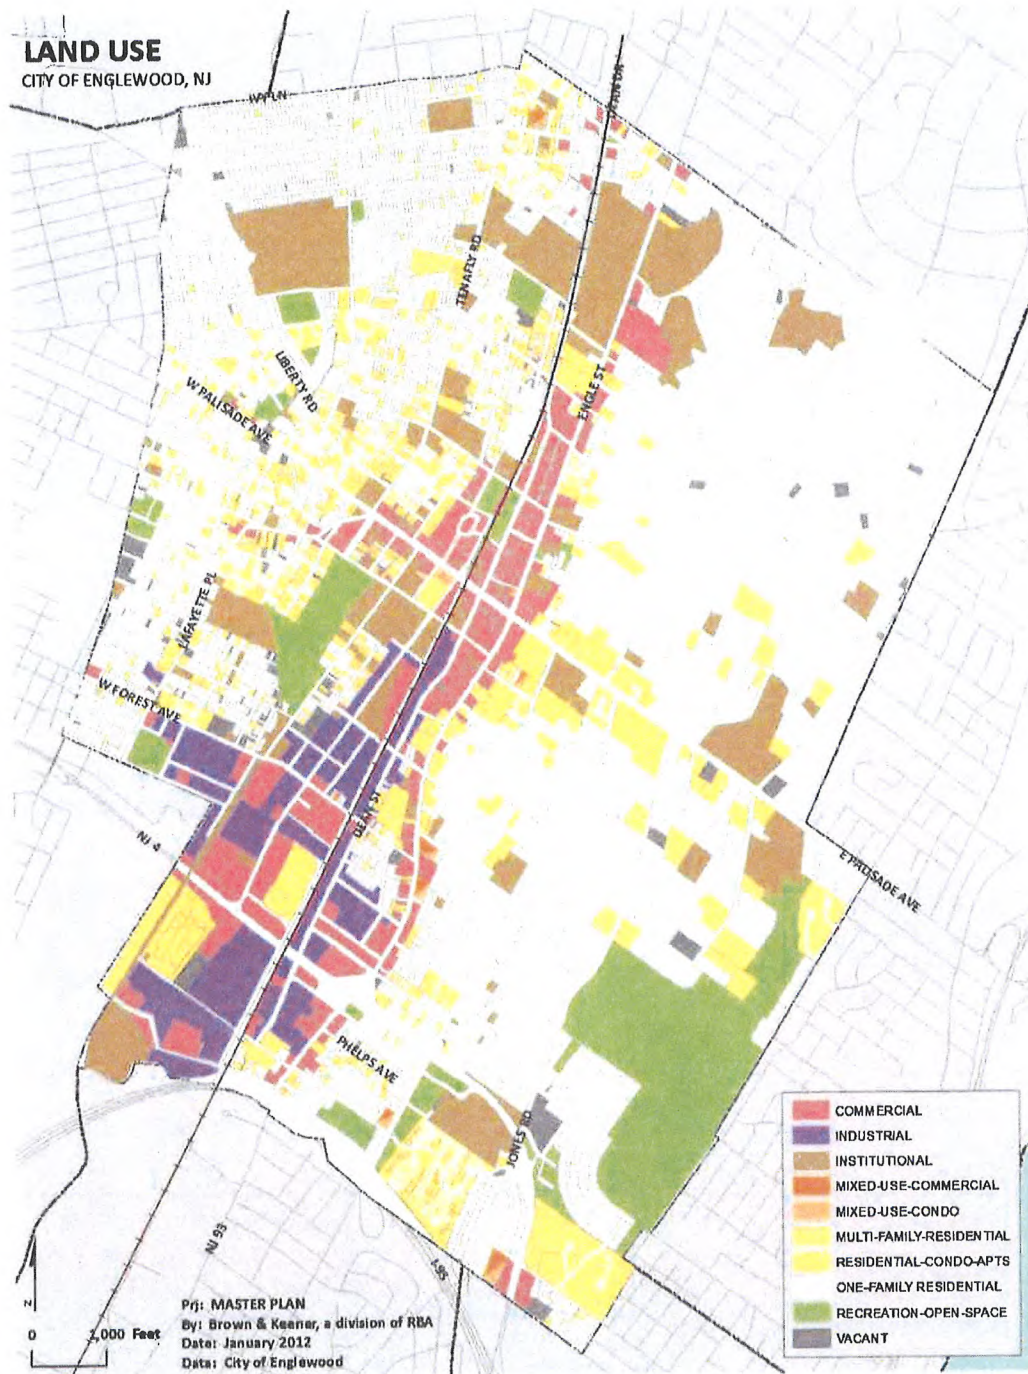 LAND USE
CITY OF ENGLEWOOD, NJ
TENAFLY RD
LIBERTY RD
W PALISADE AVE
ENGLE ST
LAFAYETTE PL
W FOREST AVE
DEAN ST
NJ 4
E PALISADE AVE
PHELPS AVE
JONES RD
NJ 93
I-95
COMMERCIAL
INDUSTRIAL
INSTITUTIONAL
MIXED-USE-COMMERCIAL
MIXED-USE-CONDO
MULTI-FAMILY-RESIDENTIAL
RESIDENTIAL-CONDO-APTS
ONE-FAMILY RESIDENTIAL
RECREATION-OPEN-SPACE
VACANT
N
0 1,000 Feet
Prj: MASTER PLAN
By: Brown & Keener, a division of RBA
Date: January 2012
Data: City of Englewood